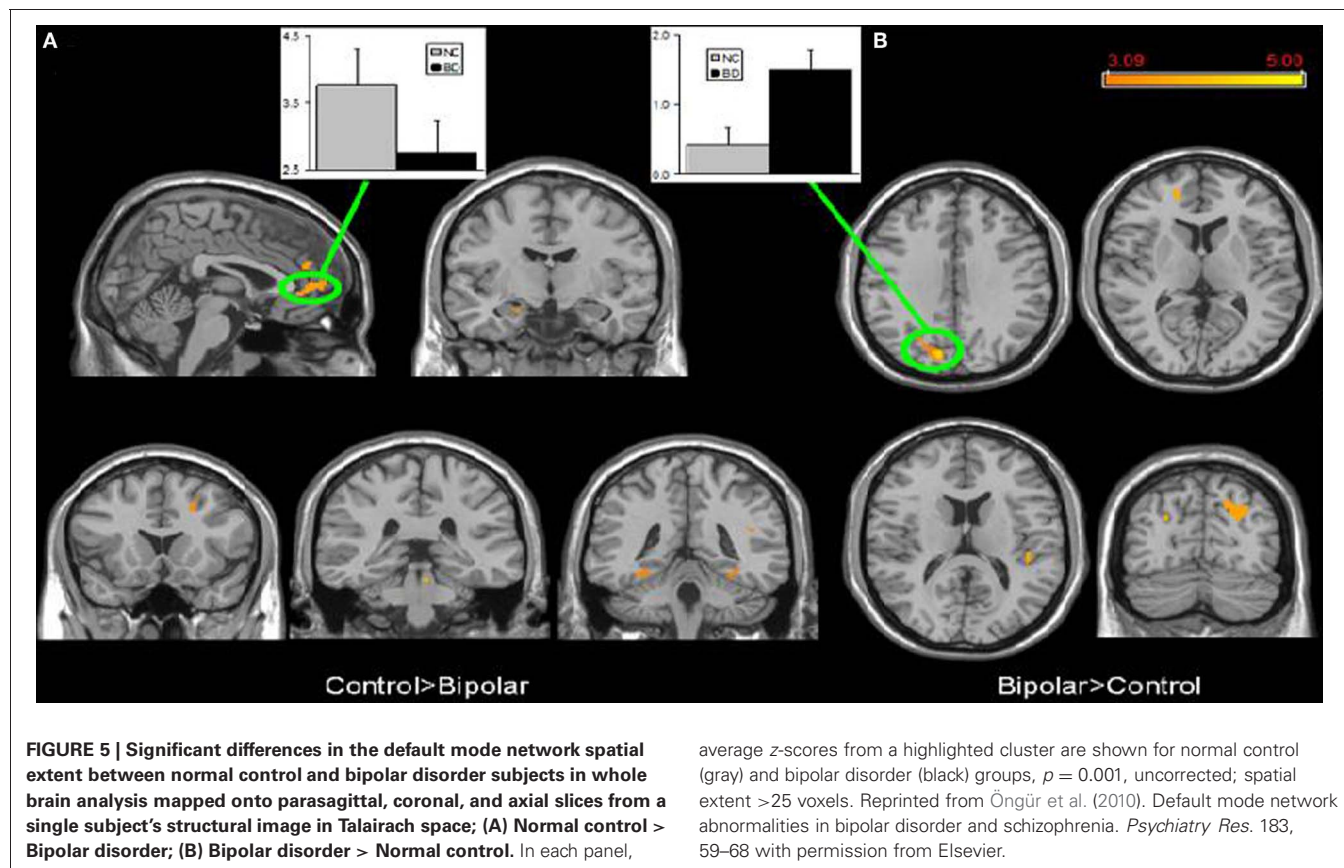 A
4.5
3.5
2.5
NC
BD
2.0
1.0
0.0
NC
BD
B
3.09
5.00
Control>Bipolar
Bipolar>Control
FIGURE 5 | Significant differences in the default mode network spatial
extent between normal control and bipolar disorder subjects in whole
brain analysis mapped onto parasagittal, coronal, and axial slices from a
single subject's structural image in Talairach space; (A) Normal control >
Bipolar disorder; (B) Bipolar disorder > Normal control. In each panel,
average z-scores from a highlighted cluster are shown for normal control
(gray) and bipolar disorder (black) groups, p = 0.001, uncorrected; spatial
extent >25 voxels. Reprinted from Öngür et al. (2010). Default mode network
abnormalities in bipolar disorder and schizophrenia. Psychiatry Res. 183,
59–68 with permission from Elsevier.